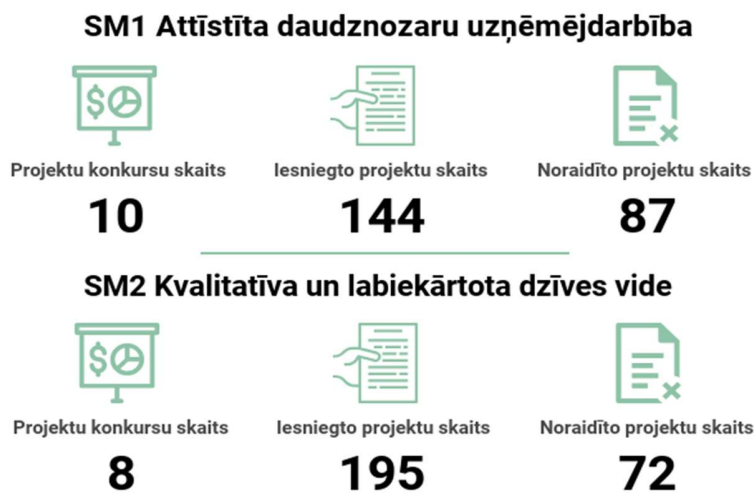 SM1 Attīstīta daudznozaru uzņēmējdarbība
$
Projektu konkursu skaits
Iesniegto projektu skaits
Noraidīto projektu skaits
10
144
87
SM2 Kvalitatīva un labiekārtota dzīves vide
$
Projektu konkursu skaits
Iesniegto projektu skaits
Noraidīto projektu skaits
8
195
72